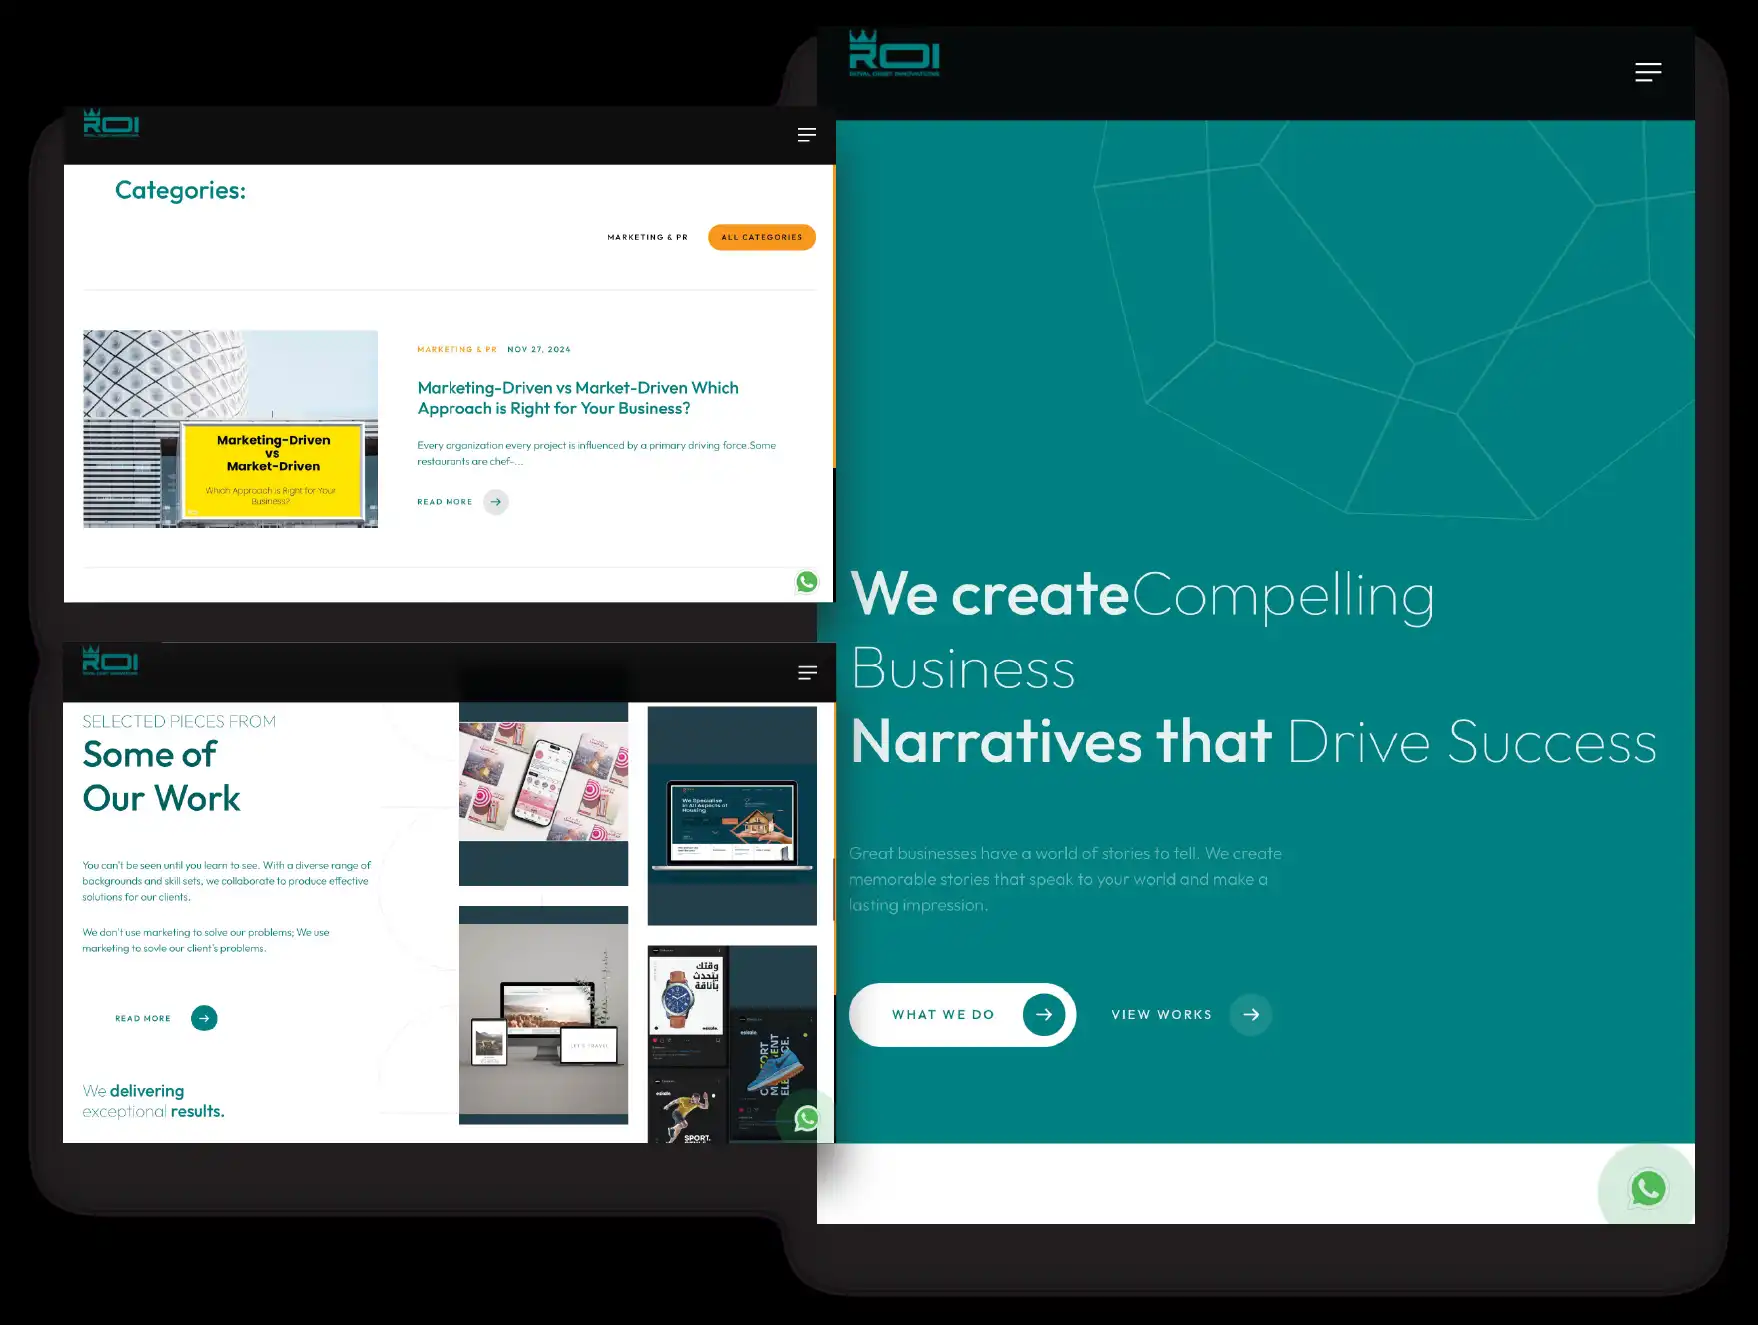 ROI
ROYAL ORBIT INNOVATIONS
Categories:
MARKETING & PR
ALL CATEGORIES
Marketing-Driven
vs
Market-Driven
Which Approach is Right for Your
Business?
MARKETING & PR NOV 27, 2024
Marketing-Driven vs Market-Driven Which
Approach is Right for Your Business?
Every organization every project is influenced by a primary driving force.Some
restaurants are chef-...
READ MORE
ROI
SELECTED PIECES FROM
Some of
Our Work
You can't be seen until you learn to see. With a diverse range of
backgrounds and skill sets, we collaborate to produce effective
solutions for our clients.
We don't use marketing to solve our problems; We use
marketing to sovle our client's problems.
READ MORE
We delivering
exceptional results.
We Specialise
in All Aspects of
Housing.
LET'S TRAVEL
وقتك
يتحدث
بأناقة
SPORT.
ROI
We createCompelling
Business
Narratives that Drive Success
Great businesses have a world of stories to tell. We create
memorable stories that speak to your world and make a
lasting impression.
WHAT WE DO
VIEW WORKS